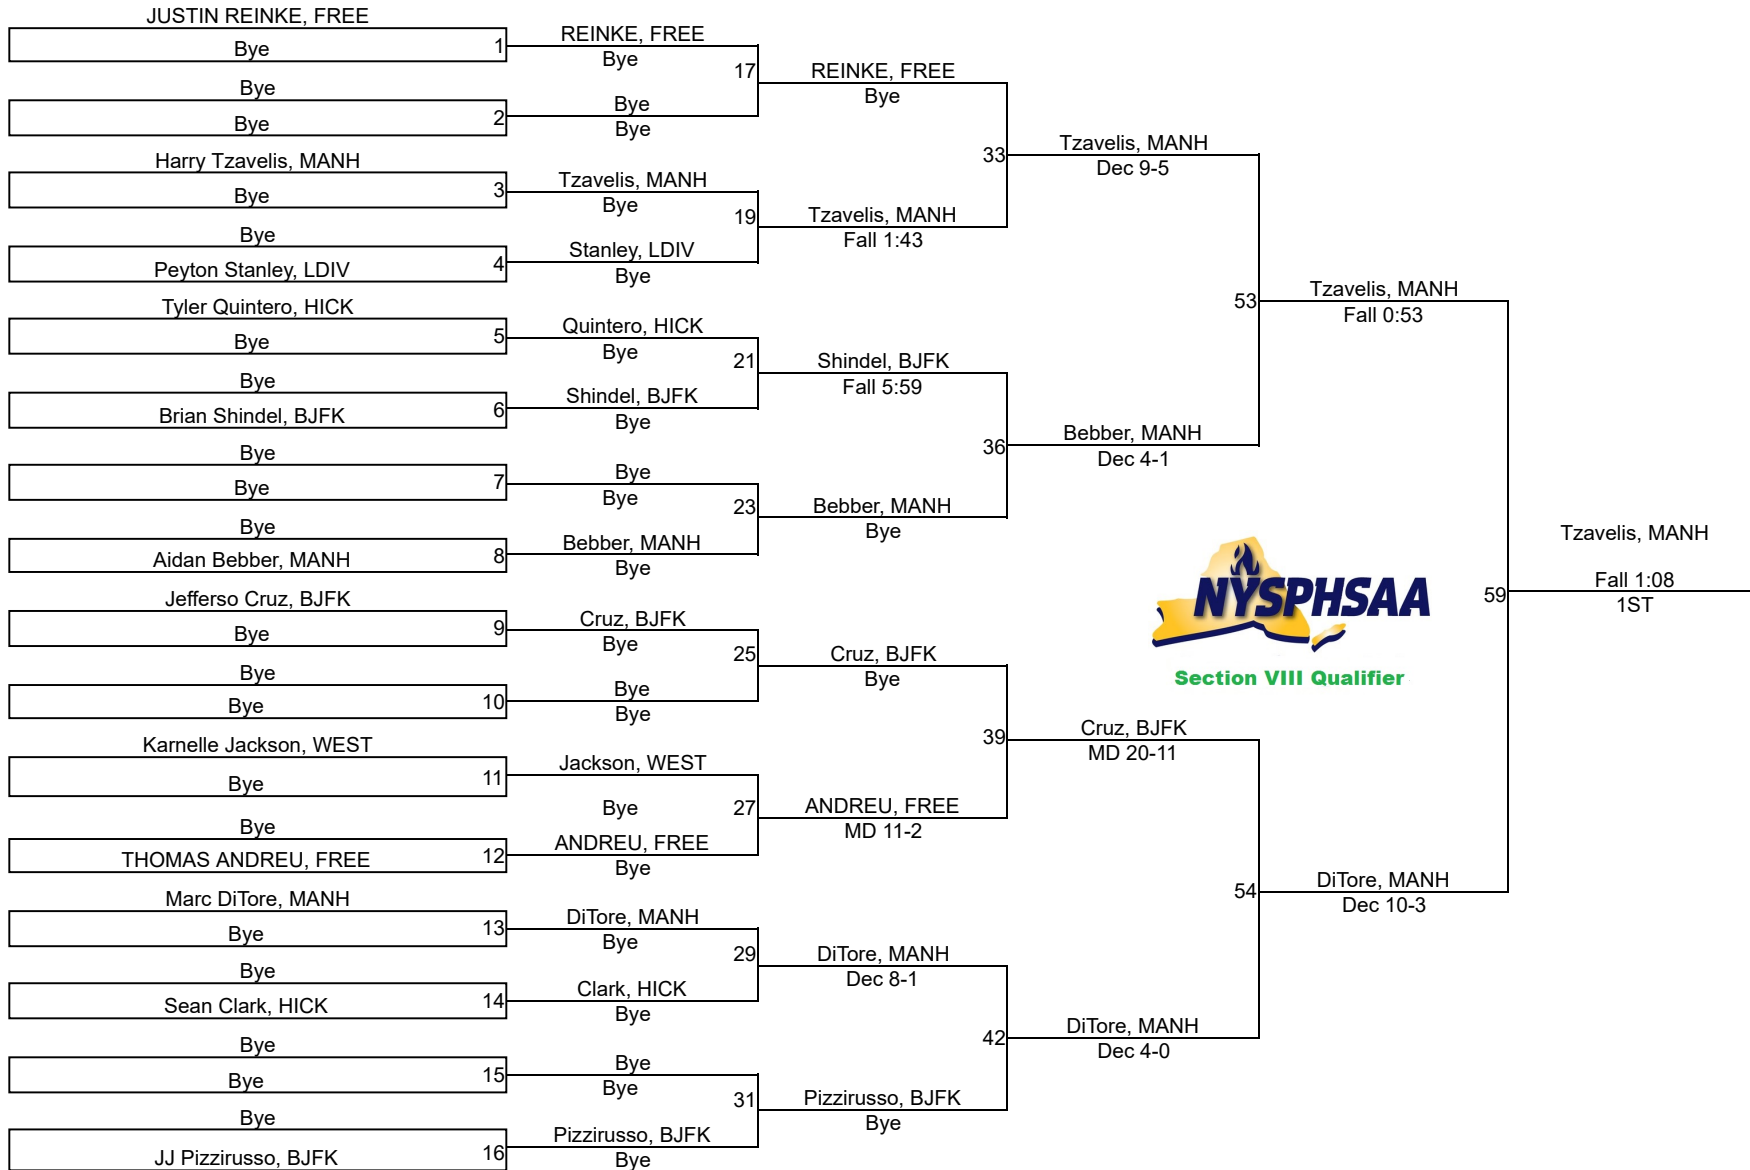 JUSTIN REINKE, FREE
Bye
1
Bye
Bye
2
Harry Tzavelis, MANH
Bye
3
Bye
Peyton Stanley, LDIV
4
Tyler Quintero, HICK
Bye
5
Bye
Brian Shindel, BJFK
6
Bye
Bye
7
Bye
Aidan Bebber, MANH
8
Jefferso Cruz, BJFK
Bye
9
Bye
Bye
10
Karnelle Jackson, WEST
Bye
11
Bye
THOMAS ANDREU, FREE
12
Marc DiTore, MANH
Bye
13
Bye
Sean Clark, HICK
14
Bye
Bye
15
Bye
JJ Pizzirusso, BJFK
16
REINKE, FREE
Bye
17
Bye
Bye
Tzavelis, MANH
Bye
19
Stanley, LDIV
Bye
Quintero, HICK
Bye
21
Shindel, BJFK
Bye
Bye
Bye
23
Bebber, MANH
Bye
Cruz, BJFK
Bye
25
Bye
Bye
Jackson, WEST
Bye
27
ANDREU, FREE
Bye
DiTore, MANH
Bye
29
Clark, HICK
Bye
Bye
Bye
31
Pizzirusso, BJFK
Bye
REINKE, FREE
Bye
33
Tzavelis, MANH
Fall 1:43
Shindel, BJFK
Fall 5:59
36
Bebber, MANH
Bye
Cruz, BJFK
Bye
39
ANDREU, FREE
MD 11-2
DiTore, MANH
Dec 8-1
42
Pizzirusso, BJFK
Bye
Tzavelis, MANH
Dec 9-5
53
Bebber, MANH
Dec 4-1
NYSPHSAA
Section VIII Qualifier
Cruz, BJFK
MD 20-11
54
DiTore, MANH
Dec 4-0
Tzavelis, MANH
Fall 0:53
59
DiTore, MANH
Dec 10-3
Tzavelis, MANH
Fall 1:08
1ST